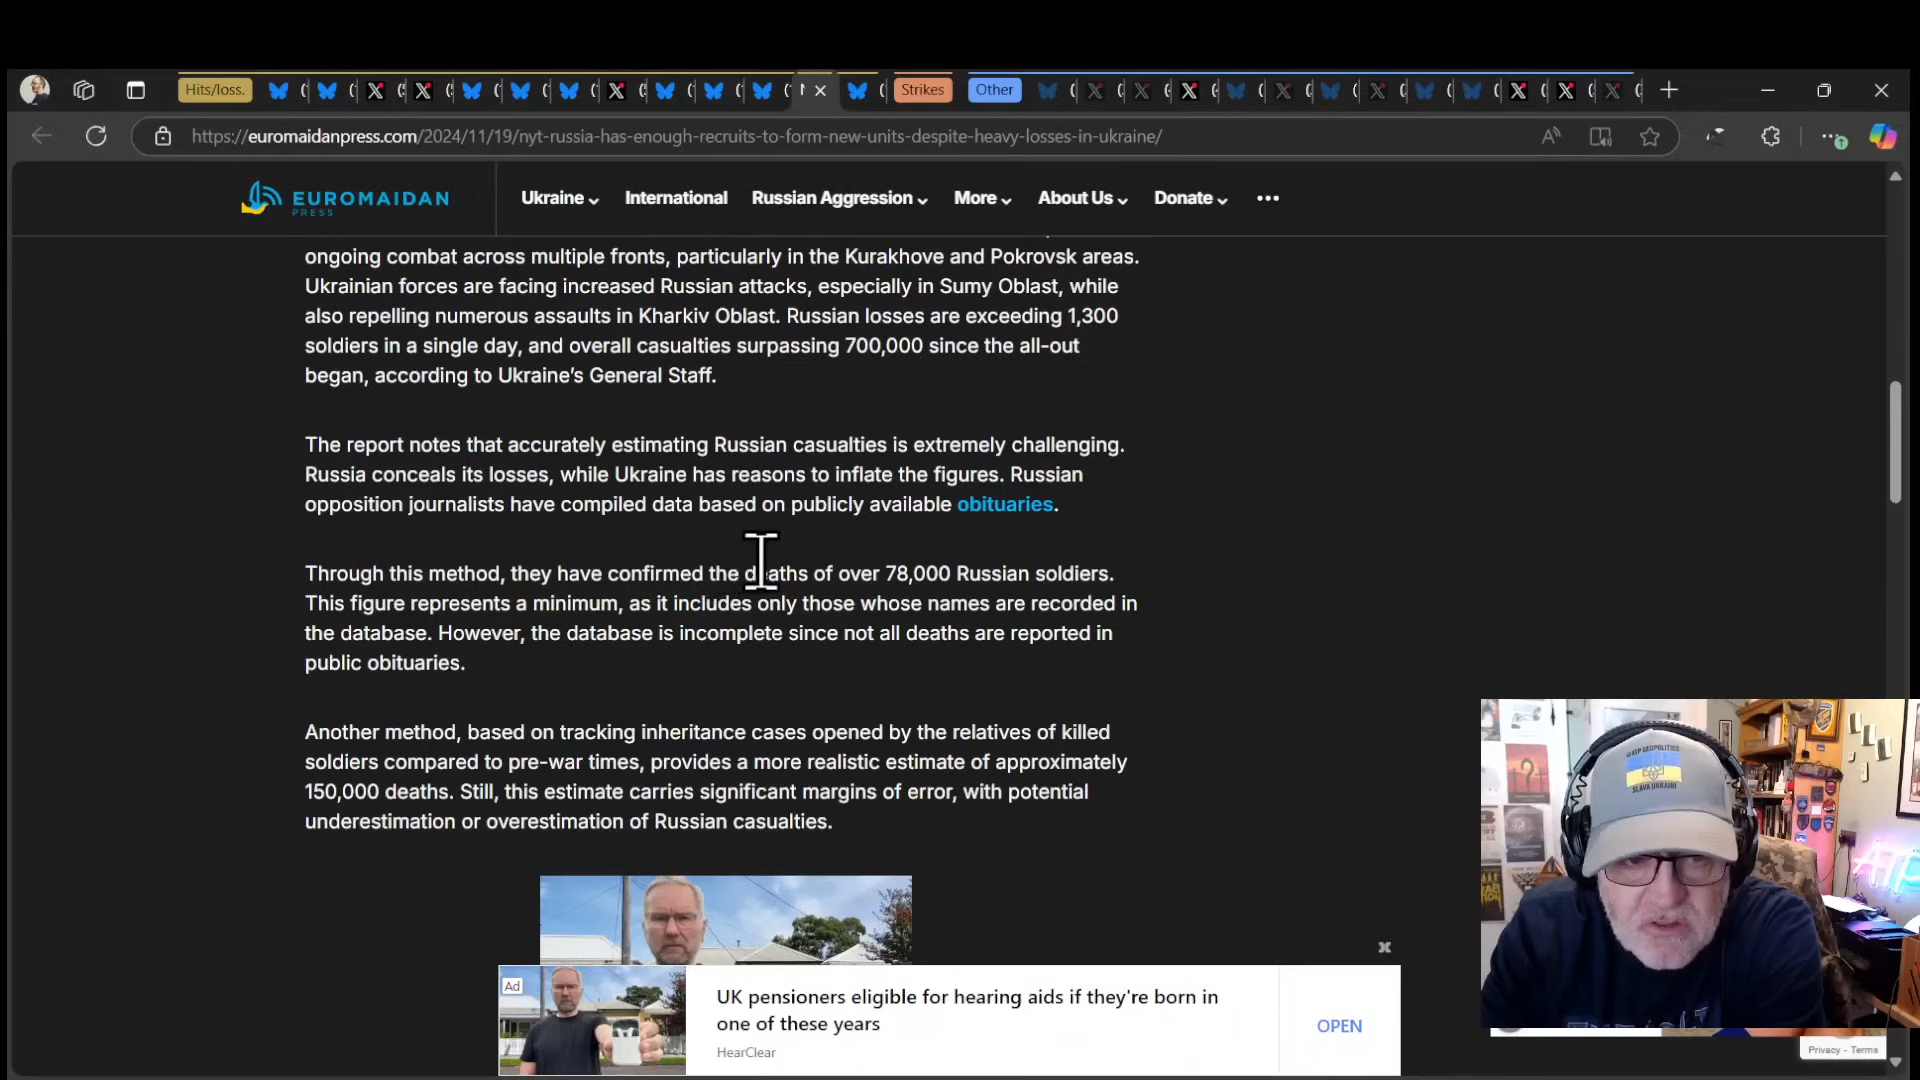 Hits/loss.
Strikes
Other
https://euromaidanpress.com/2024/11/19/nyt-russia-has-enough-recruits-to-form-new-units-despite-heavy-losses-in-ukraine/
EUROMAIDAN
PRESS
Ukraine
International
Russian Aggression
More
About Us
Donate
ongoing combat across multiple fronts, particularly in the Kurakhove and Pokrovsk areas.
Ukrainian forces are facing increased Russian attacks, especially in Sumy Oblast, while
also repelling numerous assaults in Kharkiv Oblast. Russian losses are exceeding 1,300
soldiers in a single day, and overall casualties surpassing 700,000 since the all-out
began, according to Ukraine's General Staff.
The report notes that accurately estimating Russian casualties is extremely challenging.
Russia conceals its losses, while Ukraine has reasons to inflate the figures. Russian
opposition journalists have compiled data based on publicly available obituaries.
Through this method, they have confirmed the deaths of over 78,000 Russian soldiers.
This figure represents a minimum, as it includes only those whose names are recorded in
the database. However, the database is incomplete since not all deaths are reported in
public obituaries.
Another method, based on tracking inheritance cases opened by the relatives of killed
soldiers compared to pre-war times, provides a more realistic estimate of approximately
150,000 deaths. Still, this estimate carries significant margins of error, with potential
underestimation or overestimation of Russian casualties.
Ad
UK pensioners eligible for hearing aids if they're born in
one of these years
HearClear
OPEN
ATP GEOPOLITICS
SLAVA UKRAINI
Privacy - Terms